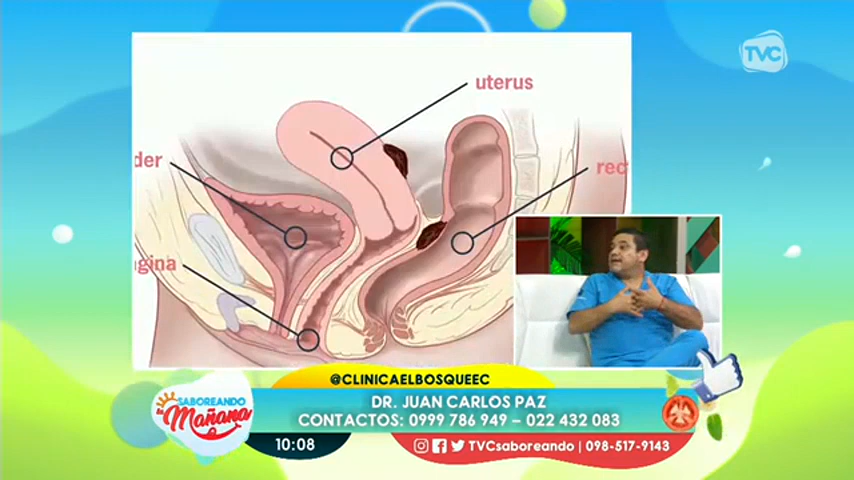 TVC
uterus
der
rec
gina
@CLINICAELBOSQUEEC
SABOREANDO
Mañana
DR. JUAN CARLOS PAZ
CONTACTOS: 0999 786 949 – 022 432 083
10:08
TVCsaboreando | 098-517-9143